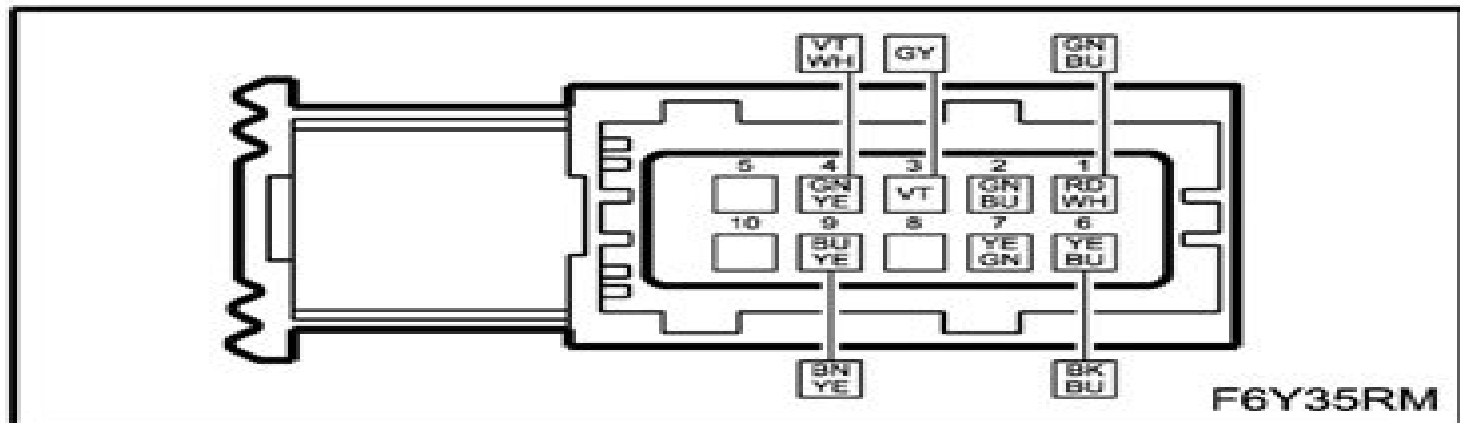 VT GY GN
WH BU
5 4 3 2 1
GN VT GN RD
YE BU WH
10 9 8 7 6
BU YE YE
YE GN BU
BN BK
YE BU
F6Y35RM